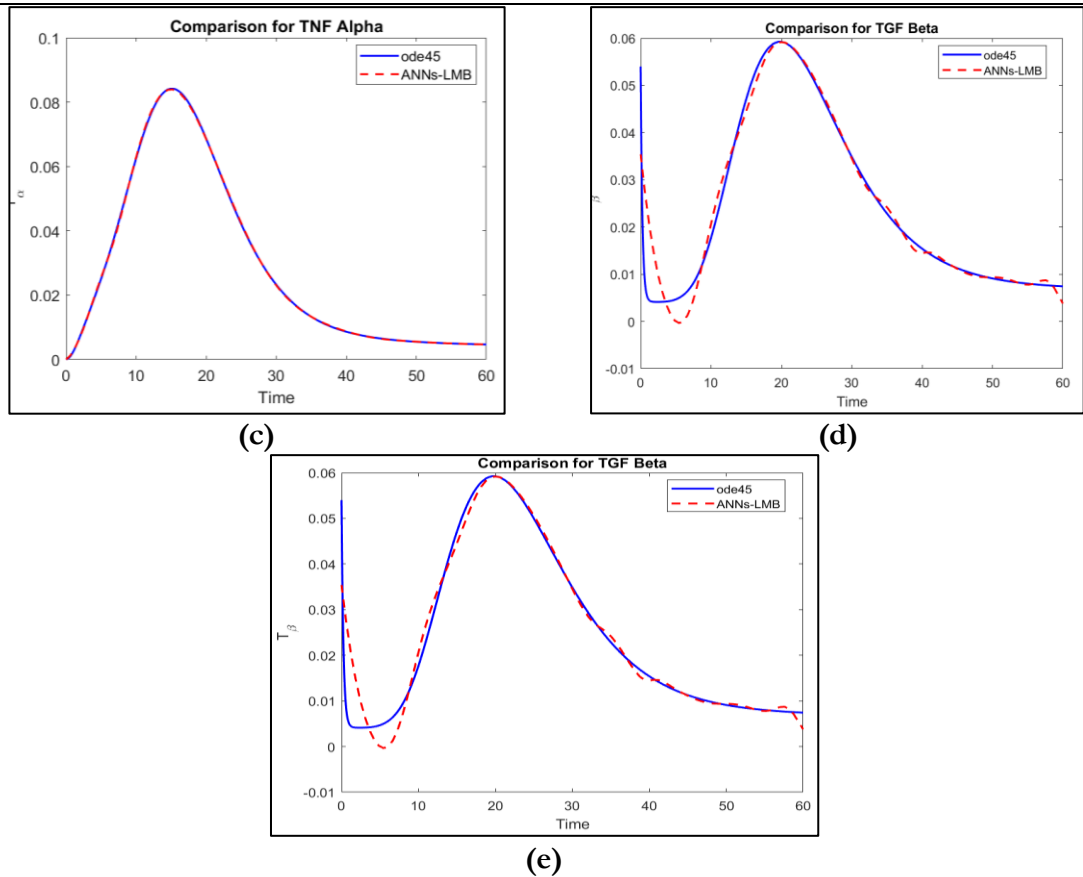 Comparison for TNF Alpha
ode45
ANNs-LMB
0.1
0.08
0.06
0.04
0.02
0
α
0 10 20 30 40 50 60
Time
(c)
Comparison for TGF Beta
ode45
ANNs-LMB
0.06
0.05
0.04
0.03
0.02
0.01
0
-0.01
β
0 10 20 30 40 50 60
Time
(d)
Comparison for TGF Beta
ode45
ANNs-LMB
0.06
0.05
0.04
0.03
0.02
0.01
0
-0.01
T β
0 10 20 30 40 50 60
Time
(e)